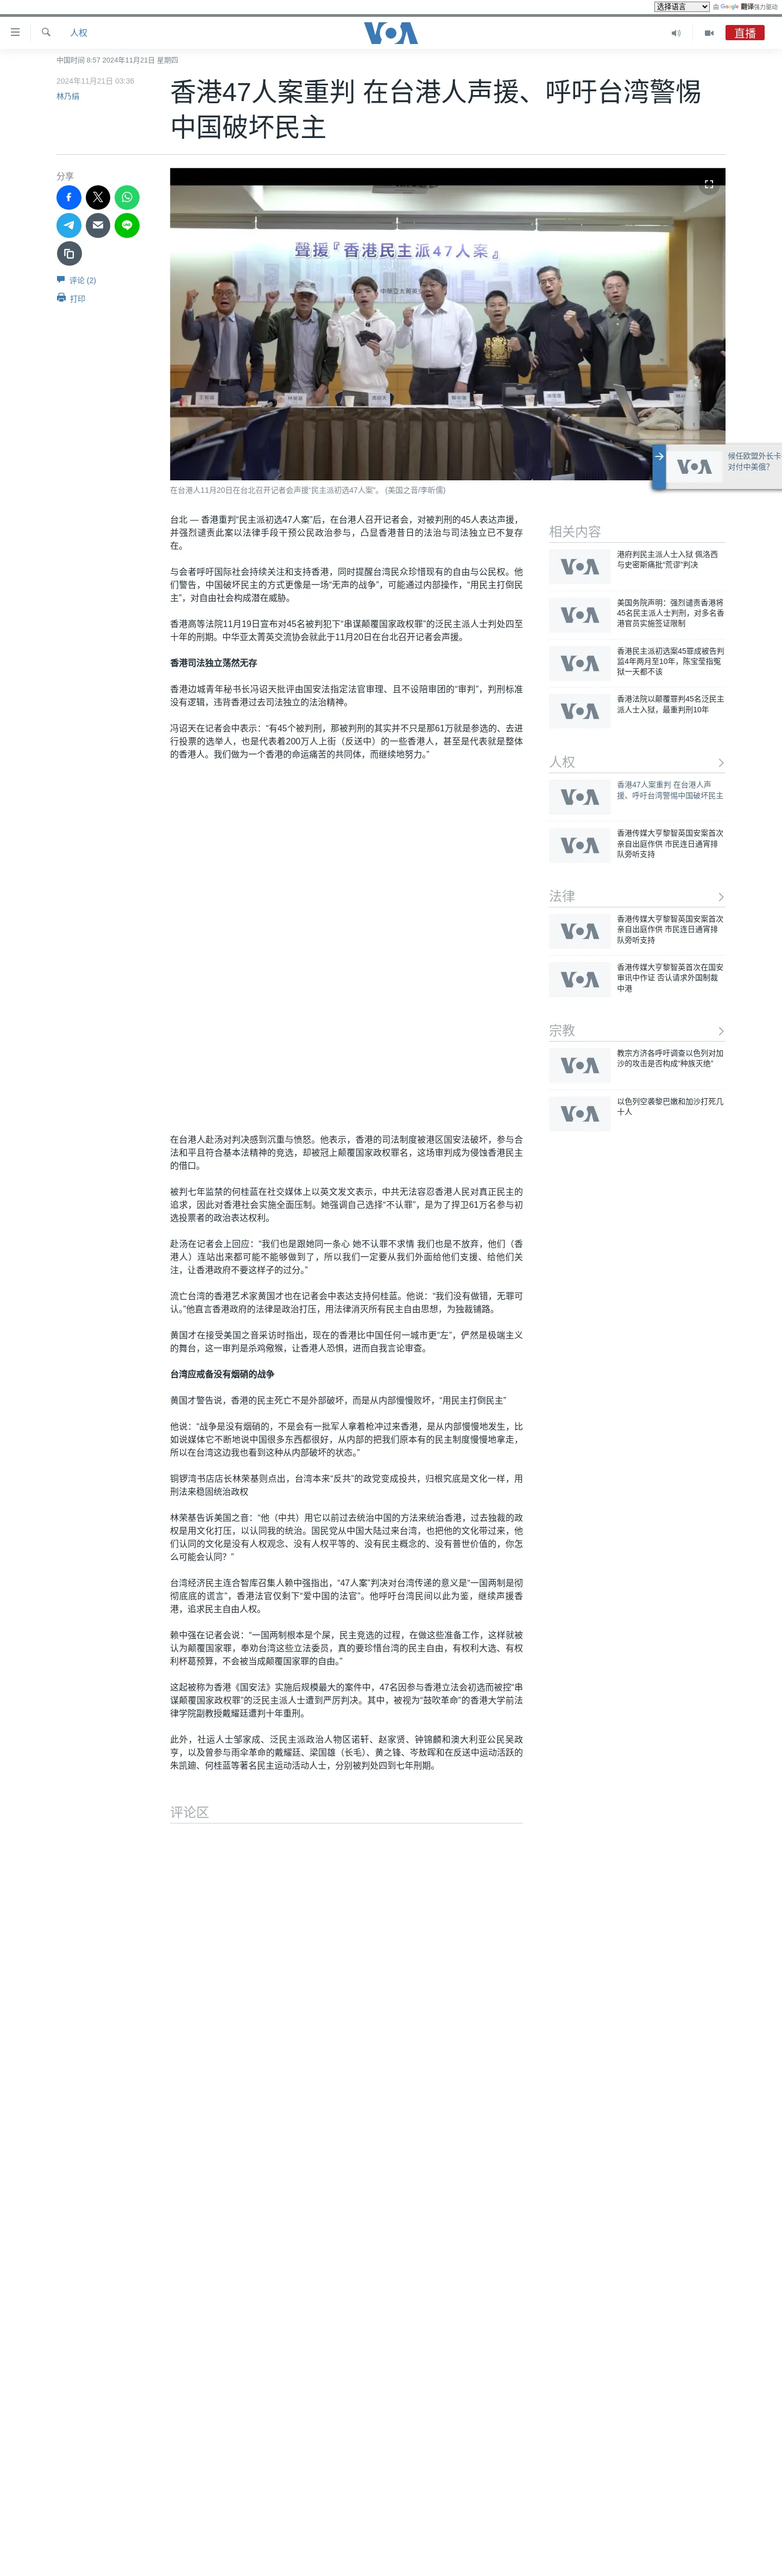 选择语言 由 Google 翻译强力驱动
人权
VOA
直播
中国时间 8:57 2024年11月21日 星期四
2024年11月21日 03:36
林乃绢
香港47人案重判 在台港人声援、呼吁台湾警惕
中国破坏民主
分享
评论 (2)
打印
聲援『香港民主派47人案』
在台港人11月20日在台北召开记者会声援“民主派初选47人案”。 (美国之音/李昕儒)
候任欧盟外长卡
对付中美俄？
台北 — 香港重判“民主派初选47人案”后，在台港人召开记者会，对被判刑的45人表达声援，
并强烈谴责此案以法律手段干预公民政治参与，凸显香港昔日的法治与司法独立已不复存
在。
与会者呼吁国际社会持续关注和支持香港，同时提醒台湾民众珍惜现有的自由与公民权。他
们警告，中国破坏民主的方式更像是一场“无声的战争”，可能通过内部操作，“用民主打倒民
主”，对自由社会构成潜在威胁。
香港高等法院11月19日宣布对45名被判犯下“串谋颠覆国家政权罪”的泛民主派人士判处四至
十年的刑期。中华亚太菁英交流协会就此于11月20日在台北召开记者会声援。
香港司法独立荡然无存
香港边城青年秘书长冯诏天批评由国安法指定法官审理、且不设陪审团的“审判”，判刑标准
没有逻辑，违背香港过去司法独立的法治精神。
冯诏天在记者会中表示：“有45个被判刑，那被判刑的其实并不只是那61万就是参选的、去进
行投票的选举人，也是代表着200万人上街（反送中）的一些香港人，甚至是代表就是整体
的香港人。我们做为一个香港的命运痛苦的共同体，而继续地努力。”
在台港人赴汤对判决感到沉重与愤怒。他表示，香港的司法制度被港区国安法破坏，参与合
法和平且符合基本法精神的竞选，却被冠上颠覆国家政权罪名，这场审判成为侵蚀香港民主
的借口。
被判七年监禁的何桂蓝在社交媒体上以英文发文表示，中共无法容忍香港人民对真正民主的
追求，因此对香港社会实施全面压制。她强调自己选择“不认罪”，是为了捍卫61万名参与初
选投票者的政治表达权利。
赴汤在记者会上回应：“我们也是跟她同一条心 她不认罪不求情 我们也是不放弃，他们（香
港人）连站出来都可能不能够做到了，所以我们一定要从我们外面给他们支援、给他们关
注，让香港政府不要这样子的过分。”
流亡台湾的香港艺术家黄国才也在记者会中表达支持何桂蓝。他说：“我们没有做错，无罪可
认。”他直言香港政府的法律是政治打压，用法律消灭所有民主自由思想，为独裁铺路。
黄国才在接受美国之音采访时指出，现在的香港比中国任何一城市更“左”，俨然是极端主义
的舞台，这一审判是杀鸡儆猴，让香港人恐惧，进而自我言论审查。
台湾应戒备没有烟硝的战争
黄国才警告说，香港的民主死亡不是外部破坏，而是从内部慢慢败坏，“用民主打倒民主”
他说：“战争是没有烟硝的，不是会有一批军人拿着枪冲过来香港，是从内部慢慢地发生，比
如说媒体它不断地说中国很多东西都很好，从内部的把我们原本有的民主制度慢慢地拿走，
所以在台湾这边我也看到这种从内部破坏的状态。”
铜锣湾书店店长林荣基则点出，台湾本来“反共”的政党变成投共，归根究底是文化一样，用
刑法来稳固统治政权
林荣基告诉美国之音：“他（中共）用它以前过去统治中国的方法来统治香港，过去独裁的政
权是用文化打压，以认同我的统治。国民党从中国大陆过来台湾，也把他的文化带过来，他
们认同的文化是没有人权观念、没有人权平等的、没有民主概念的、没有普世价值的，你怎
么可能会认同？”
台湾经济民主连合智库召集人赖中强指出，“47人案”判决对台湾传递的意义是“一国两制是彻
彻底底的谎言”，香港法官仅剩下“爱中国的法官”。他呼吁台湾民间以此为鉴，继续声援香
港，追求民主自由人权。
赖中强在记者会说：“一国两制根本是个屎，民主竞选的过程，在做这些准备工作，这样就被
认为颠覆国家罪，奉劝台湾这些立法委员，真的要珍惜台湾的民主自由，有权利大选、有权
利杯葛预算，不会被当成颠覆国家罪的自由。”
这起被称为香港《国安法》实施后规模最大的案件中，47名因参与香港立法会初选而被控“串
谋颠覆国家政权罪”的泛民主派人士遭到严厉判决。其中，被视为“鼓吹革命”的香港大学前法
律学院副教授戴耀廷遭判十年重刑。
此外，社运人士邹家成、泛民主派政治人物区诺轩、赵家贤、钟锦麟和澳大利亚公民吴政
亨，以及曾参与雨伞革命的戴耀廷、梁国雄（长毛）、黄之锋、岑敖晖和在反送中运动活跃的
朱凯廸、何桂蓝等著名民主运动活动人士，分别被判处四到七年刑期。
评论区
相关内容
港府判民主派人士入狱 佩洛西
与史密斯痛批“荒谬”判决
美国务院声明：强烈谴责香港将
45名民主派人士判刑，对多名香
港官员实施签证限制
香港民主派初选案45罪成被告判
监4年两月至10年，陈宝莹指冤
狱一天都不该
香港法院以颠覆罪判45名泛民主
派人士入狱，最重判刑10年
人权
香港47人案重判 在台港人声
援、呼吁台湾警惕中国破坏民主
香港传媒大亨黎智英国安案首次
亲自出庭作供 市民连日通宵排
队旁听支持
法律
香港传媒大亨黎智英国安案首次
亲自出庭作供 市民连日通宵排
队旁听支持
香港传媒大亨黎智英首次在国安
审讯中作证 否认请求外国制裁
中港
宗教
教宗方济各呼吁调查以色列对加
沙的攻击是否构成“种族灭绝”
以色列空袭黎巴嫩和加沙打死几
十人